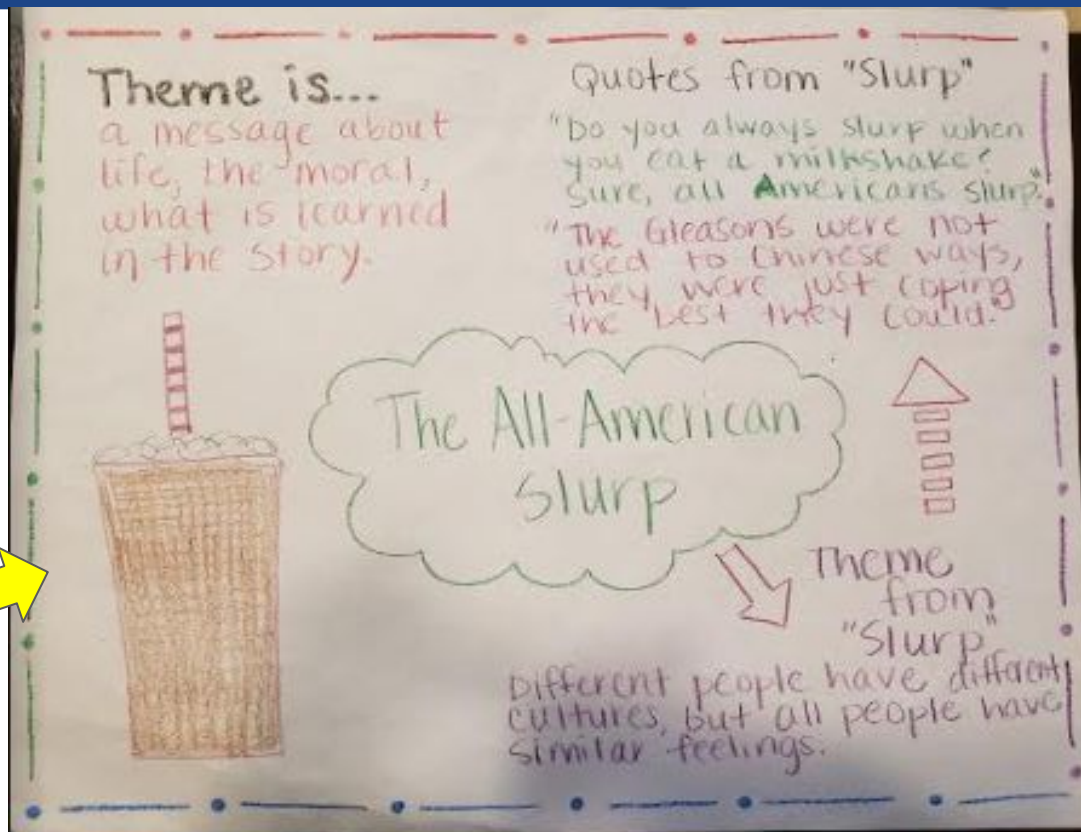 Theme is...
a message about
life, the moral,
what is learned
in the story.
Quotes from "Slurp"
"Do you always slurp when
you eat a milkshake?
Sure, all Americans slurp."
"The Gleasons were not
used to Chinese ways,
they were just coping
the best they could."
The All-American
Slurp
Theme
from
"Slurp"
Different people have different
cultures, but all people have
similar feelings.